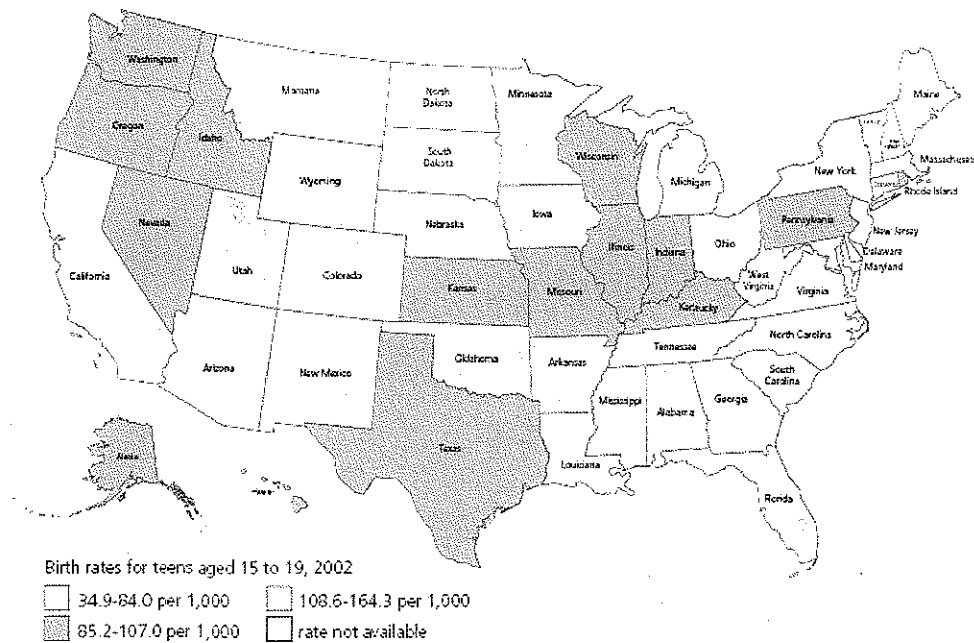 Washington
Montana
North
Dakota
Minnesota
Maine
Oregon
Idaho
South
Dakota
Wisconsin
Michigan
New York
Massachusetts
Rhode Island
Wyoming
Nebraska
Iowa
Pennsylvania
New Jersey
Nevada
Utah
Colorado
Illinois
Indiana
Ohio
Delaware
Maryland
California
Kansas
Missouri
West
Virginia
Virginia
Kentucky
North Carolina
Tennessee
Arizona
New Mexico
Oklahoma
Arkansas
South
Carolina
Mississippi
Alabama
Georgia
Texas
Louisiana
Alaska
Hawaii
Florida
Birth rates for teens aged 15 to 19, 2002
34.9-84.0 per 1,000
108.6-164.3 per 1,000
85.2-107.0 per 1,000
rate not available